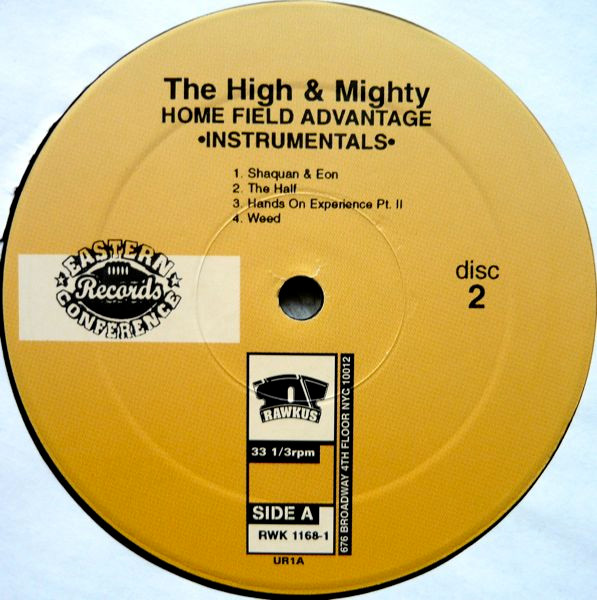 The High & Mighty
HOME FIELD ADVANTAGE
•INSTRUMENTALS•
1. Shaquan & Eon
2. The Half
3. Hands On Experience Pt. II
4. Weed
EASTERN
Records
CONFERENCE
disc
2
RAWKUS
33 1/3rpm
SIDE A
RWK 1168-1
676 BROADWAY 4TH FLOOR NYC 10012
UR1A